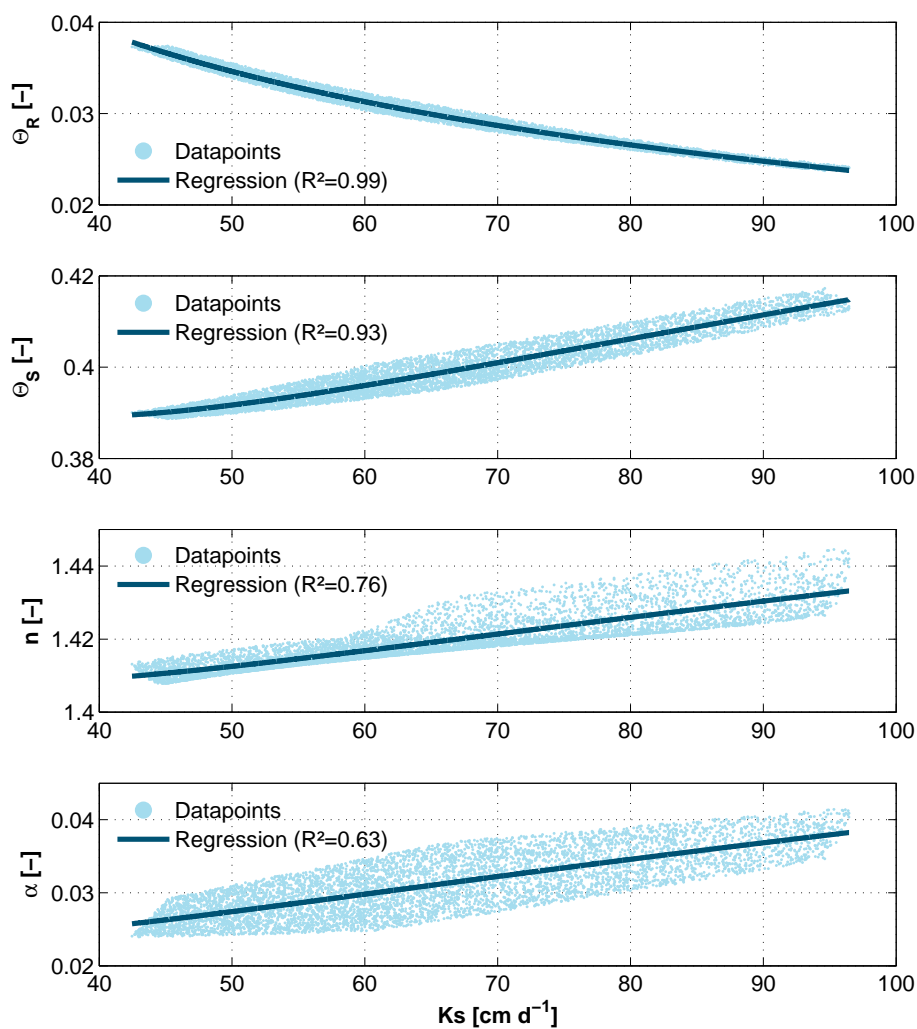 0.04
0.03
0.02
Θ_R [−]
Datapoints
Regression (R²=0.99)
40 50 60 70 80 90 100
0.42
0.4
0.38
Θ_S [−]
Datapoints
Regression (R²=0.93)
40 50 60 70 80 90 100
1.44
1.42
1.4
n [−]
Datapoints
Regression (R²=0.76)
40 50 60 70 80 90 100
0.04
0.03
0.02
α [−]
Datapoints
Regression (R²=0.63)
40 50 60 70 80 90 100
Ks [cm d⁻¹]